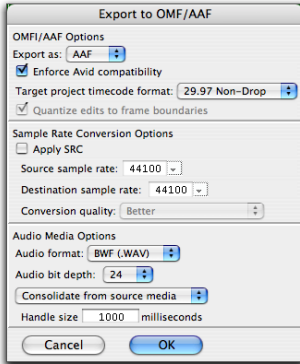 Export to OMF/AAF
OMFI/AAF Options
Export as: AAF
Enforce Avid compatibility
Target project timecode format: 29.97 Non-Drop
Quantize edits to frame boundaries
Sample Rate Conversion Options
Apply SRC
Source sample rate: 44100
Destination sample rate: 44100
Conversion quality: Better
Audio Media Options
Audio format: BWF (.WAV)
Audio bit depth: 24
Consolidate from source media
Handle size 1000 milliseconds
Cancel OK